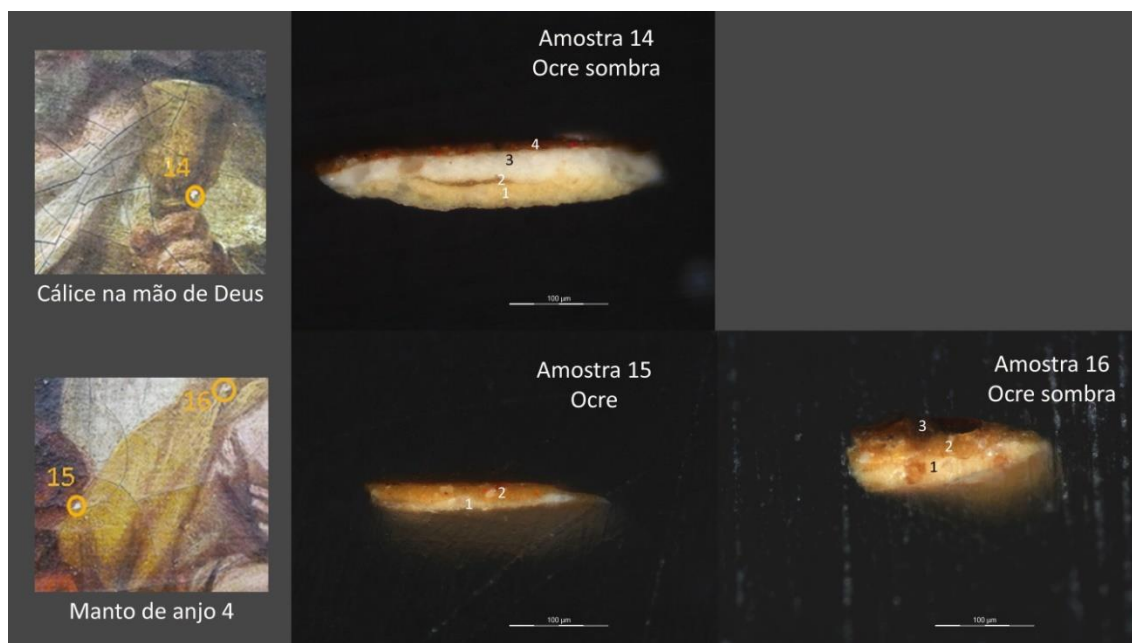 14
Cálice na mão de Deus
Amostra 14
Ocre sombra
4
3
2
1
100 µm
16
15
Manto de anjo 4
Amostra 15
Ocre
2
1
100 µm
Amostra 16
Ocre sombra
3
2
1
100 µm